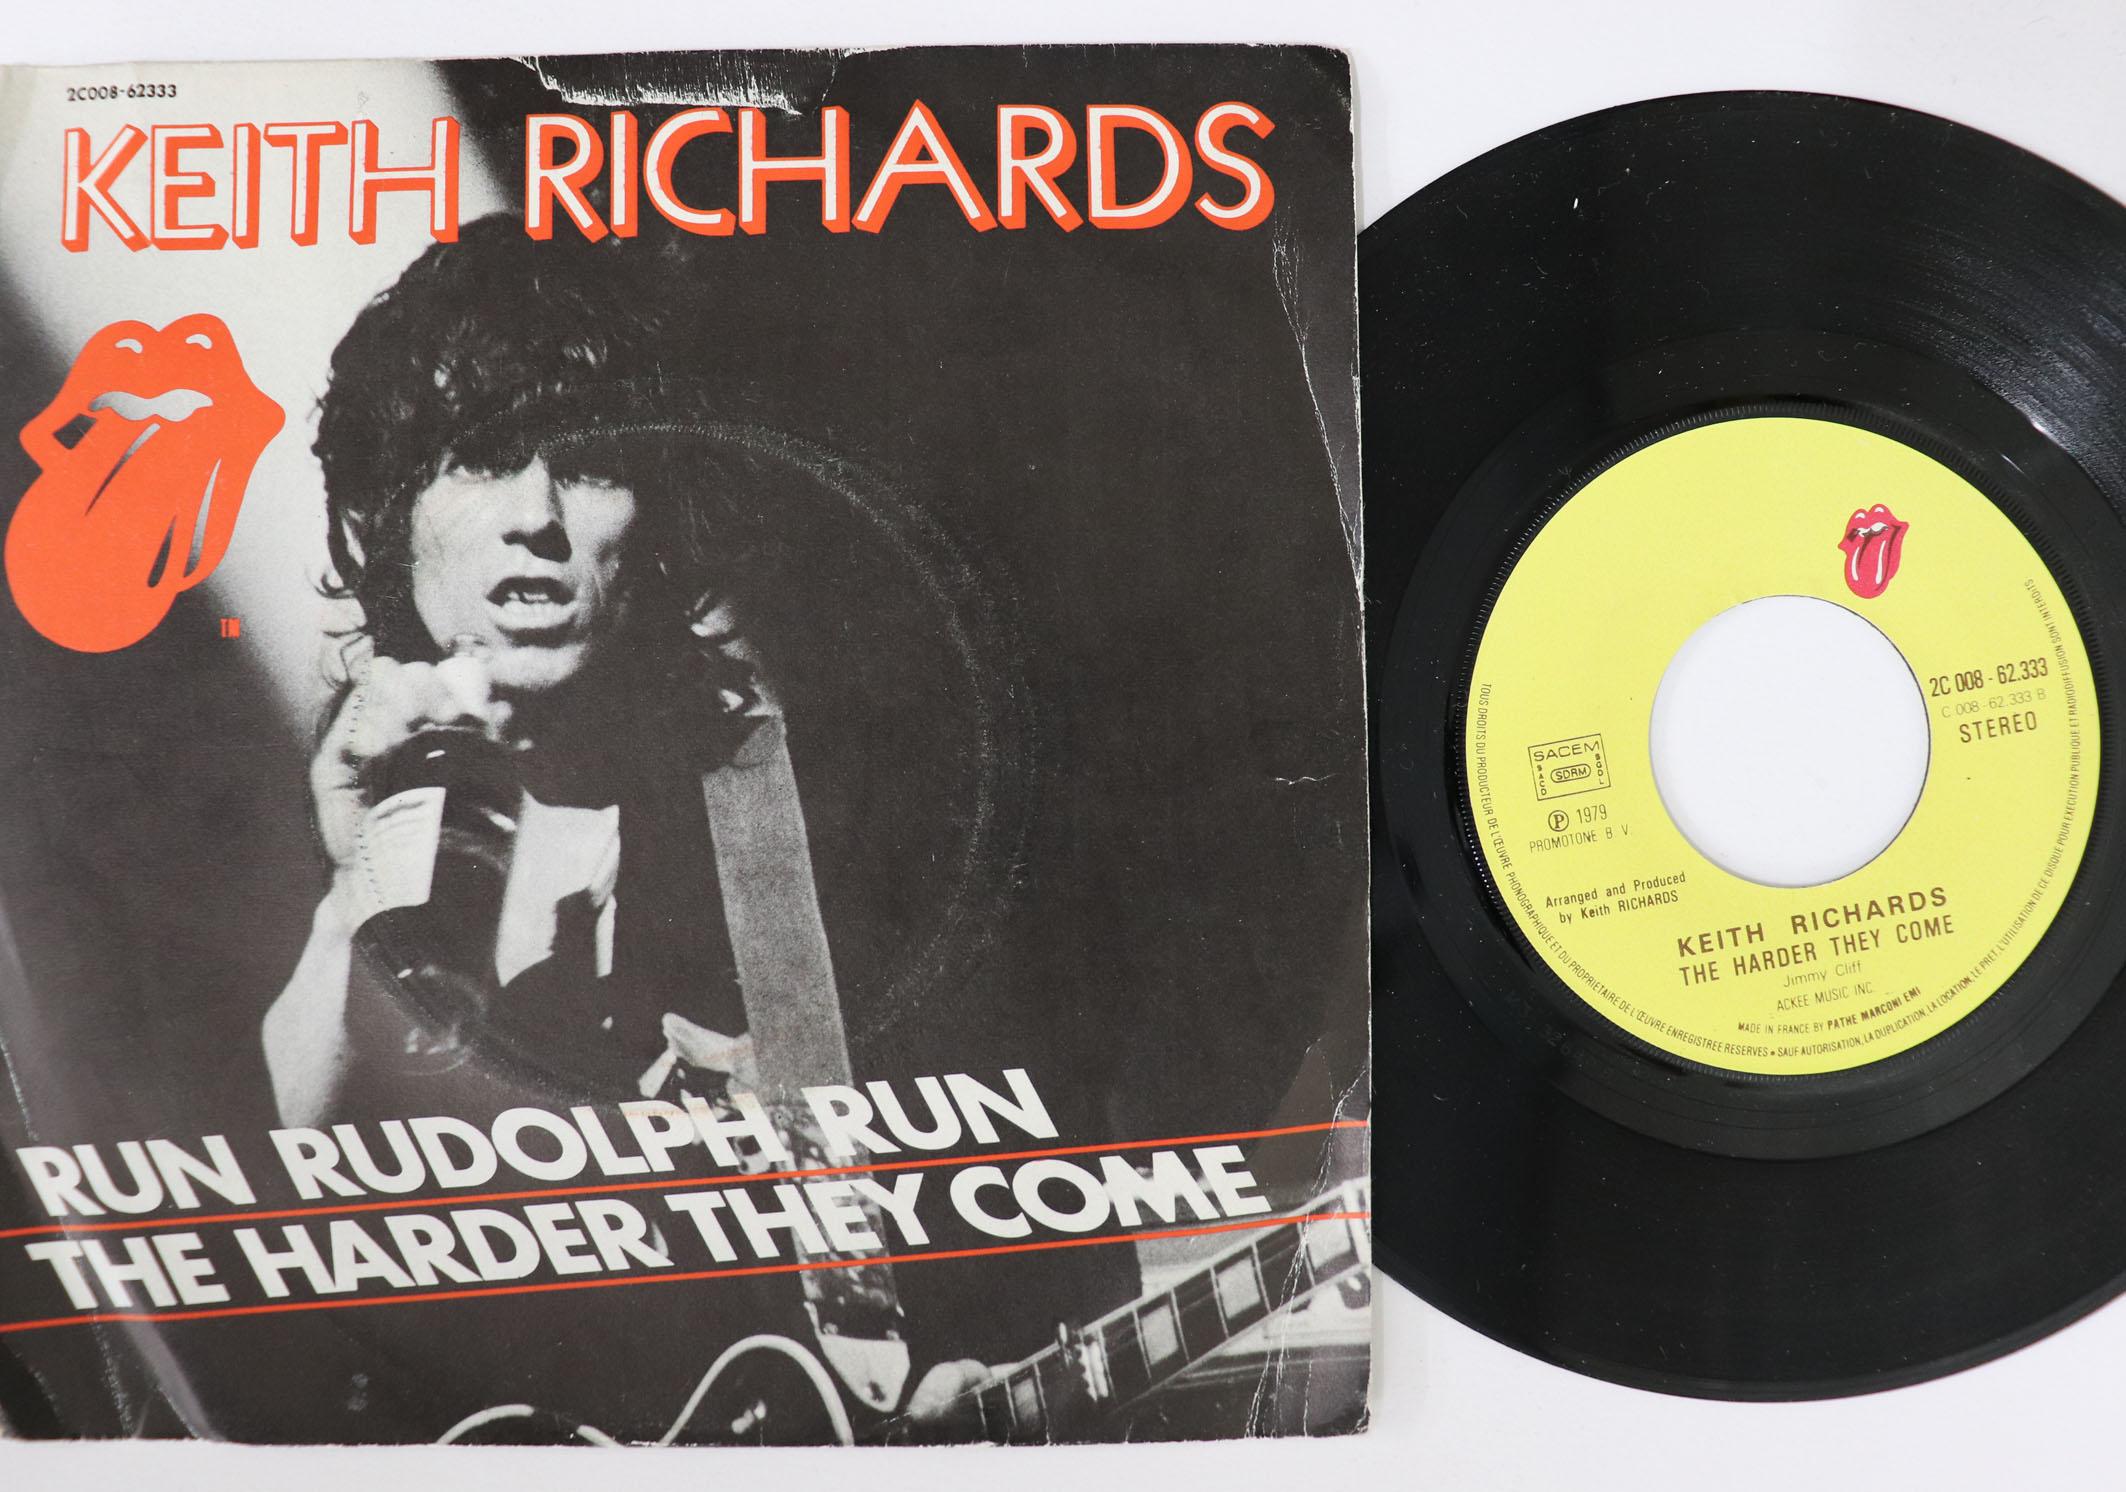 2C008-62333
KEITH RICHARDS
TM
RUN RUDOLPH RUN
THE HARDER THEY COME
2C 008 - 62.333
C 008 - 62.333 B
STEREO
SACEM
SACD
SDRM
SGDL
Ⓟ 1979
PROMOTONE B V.
Arranged and Produced
by Keith RICHARDS
KEITH RICHARDS
THE HARDER THEY COME
Jimmy Cliff
ACKEE MUSIC INC.
MADE IN FRANCE BY PATHE MARCONI EMI
TOUS DROITS DU PRODUCTEUR DE L'ŒUVRE PHONOGRAPHIQUE ET DU PROPRIETAIRE DE L'ŒUVRE ENREGISTREE RESERVES • SAUF AUTORISATION, LA DUPLICATION, LA LOCATION, LE PRET, L'UTILISATION DE CE DISQUE POUR EXECUTION PUBLIQUE ET RADIODIFFUSION SONT INTERDITS